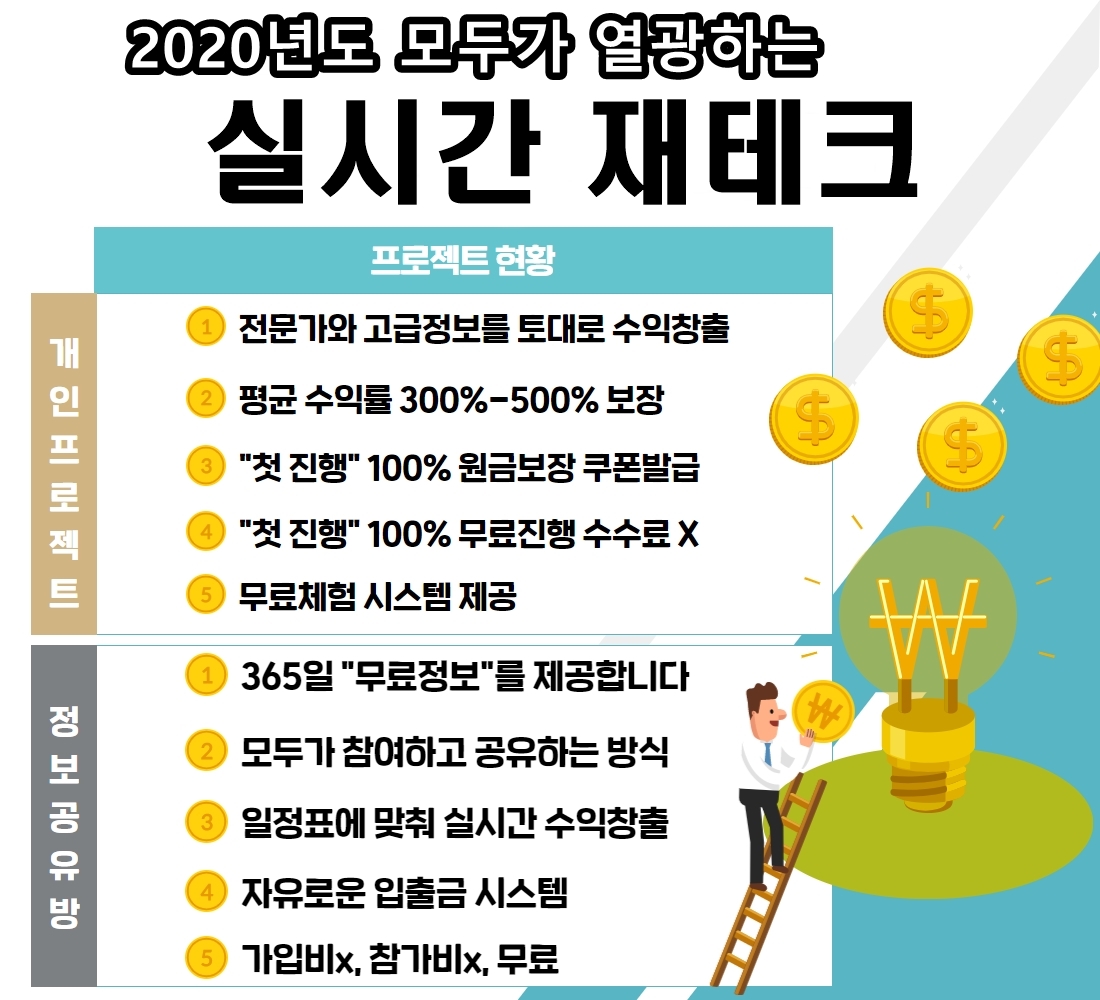 2020년도 모두가 열광하는
실시간 재테크
프로젝트 현황
개인프로젝트
1 전문가와 고급정보를 토대로 수익창출
2 평균 수익률 300%-500% 보장
3 "첫 진행" 100% 원금보장 쿠폰발급
4 "첫 진행" 100% 무료진행 수수료 X
5 무료체험 시스템 제공
정보공유방
1 365일 "무료정보"를 제공합니다
2 모두가 참여하고 공유하는 방식
3 일정표에 맞춰 실시간 수익창출
4 자유로운 입출금 시스템
5 가입비x, 참가비x, 무료